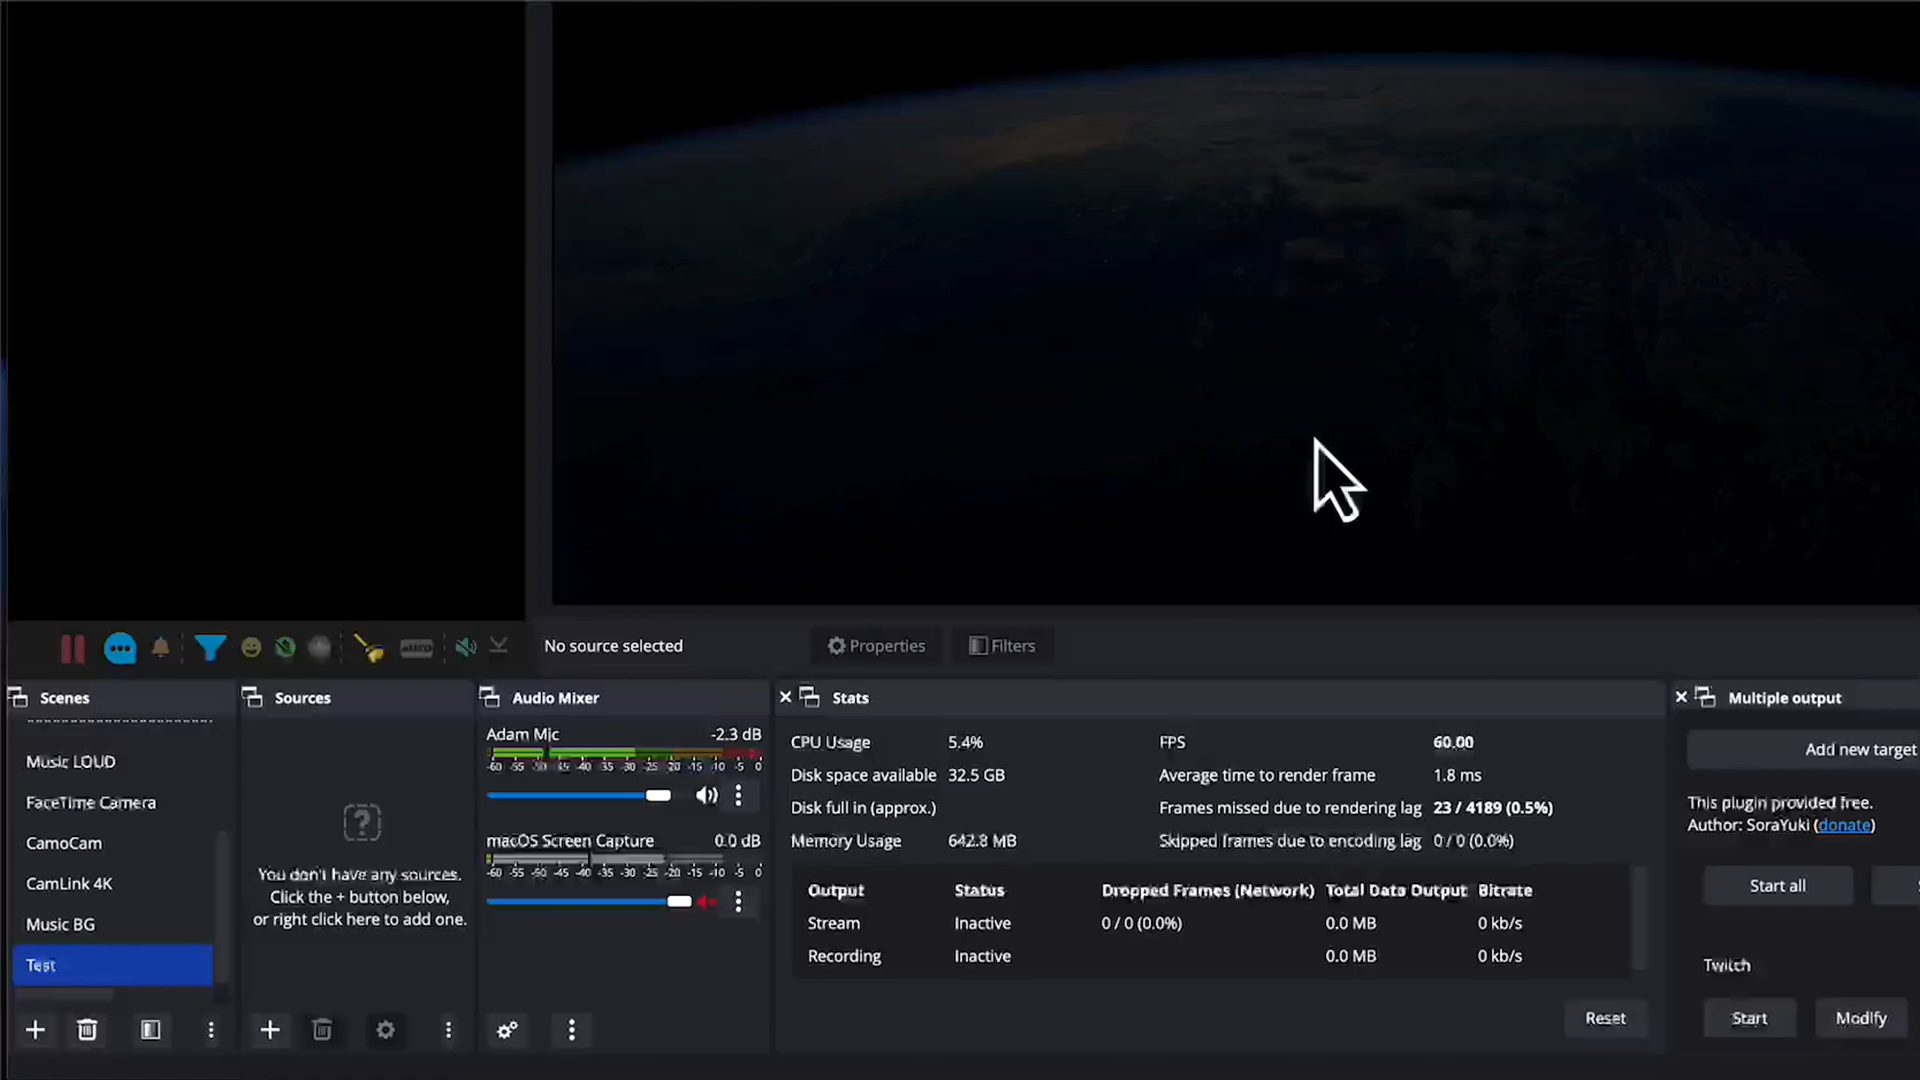 No source selected
Properties
Filters
Scenes
Music LOUD
FaceTime Camera
CamoCam
CamLink 4K
Music BG
Test
Sources
You don't have any sources.
Click the + button below,
or right click here to add one.
Audio Mixer
Adam Mic -2.3 dB
-60 -55 -50 -45 -40 -35 -30 -25 -20 -15 -10 -5 0
macOS Screen Capture 0.0 dB
-60 -55 -50 -45 -40 -35 -30 -25 -20 -15 -10 -5 0
Stats
CPU Usage 5.4% FPS 60.00
Disk space available 32.5 GB Average time to render frame 1.8 ms
Disk full in (approx.) Frames missed due to rendering lag 23 / 4189 (0.5%)
Memory Usage 642.8 MB Skipped frames due to encoding lag 0 / 0 (0.0%)
Output Status Dropped Frames (Network) Total Data Output Bitrate
Stream Inactive 0 / 0 (0.0%) 0.0 MB 0 kb/s
Recording Inactive 0.0 MB 0 kb/s
Reset
Multiple output
Add new target
This plugin provided free.
Author: SoraYuki (donate)
Start all
Twitch
Start Modify